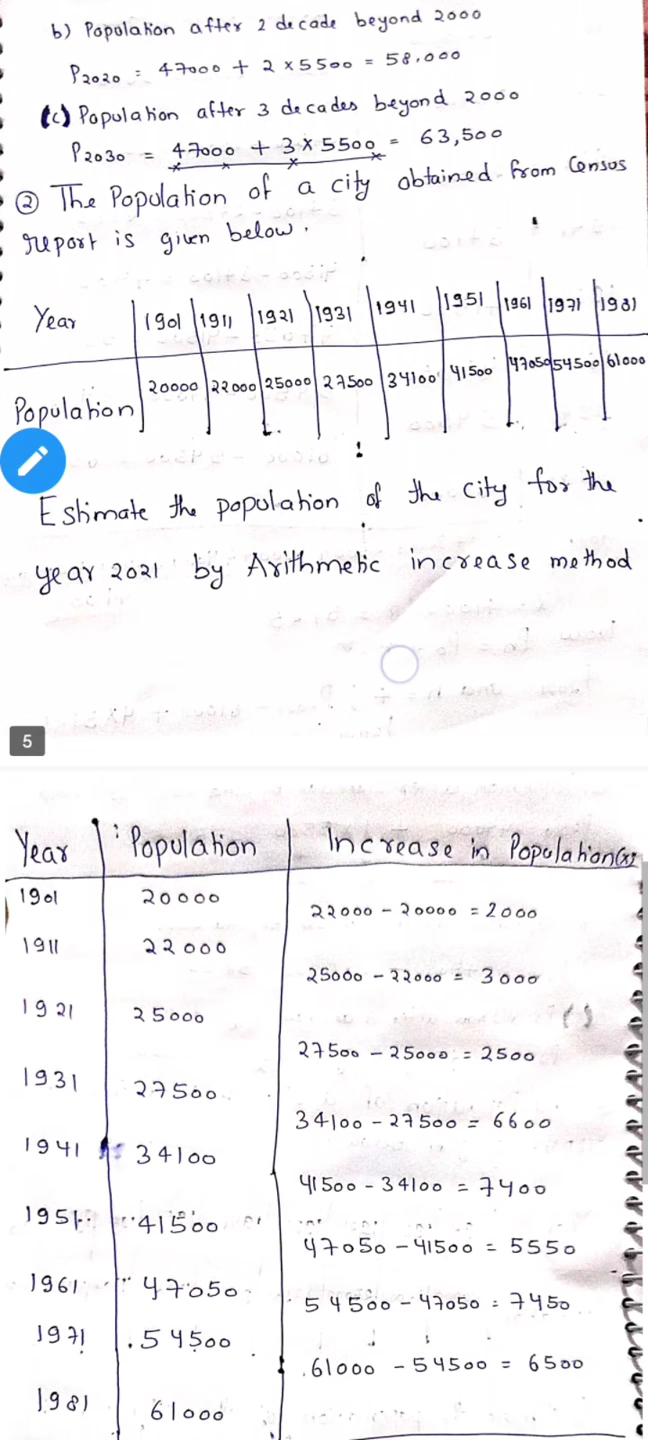 b) Population after 2 decade beyond 2000
P2020 = 47000 + 2 × 5500 = 58,000
(c) Population after 3 decades beyond 2000
P2030 = 47000 + 3 × 5500 = 63,500
② The Population of a city obtained from Census
report is given below.
Year 1901 1911 1921 1931 1941 1951 1961 1971 1981
Population 20000 22000 25000 27500 34100 41500 47050 54500 61000
Estimate the population of the city for the
year 2021 by Arithmetic increase method
5
Year Population Increase in Population(x)
1901 20000
22000 - 20000 = 2000
1911 22000
25000 - 22000 = 3000
1921 25000
27500 - 25000 = 2500
1931 27500
34100 - 27500 = 6600
1941 34100
41500 - 34100 = 7400
1951 41500
47050 - 41500 = 5550
1961 47050
54500 - 47050 = 7450
1971 54500
61000 - 54500 = 6500
1981 61000